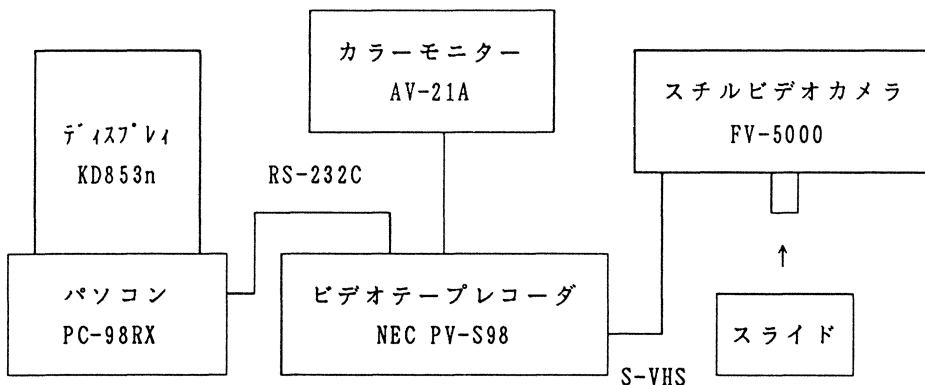 ディスプレィ
KD853n
パソコン
PC-98RX
RS-232C
カラーモニター
AV-21A
ビデオテープレコーダ
NEC PV-S98
S-VHS
スチルビデオカメラ
FV-5000
↑
スライド